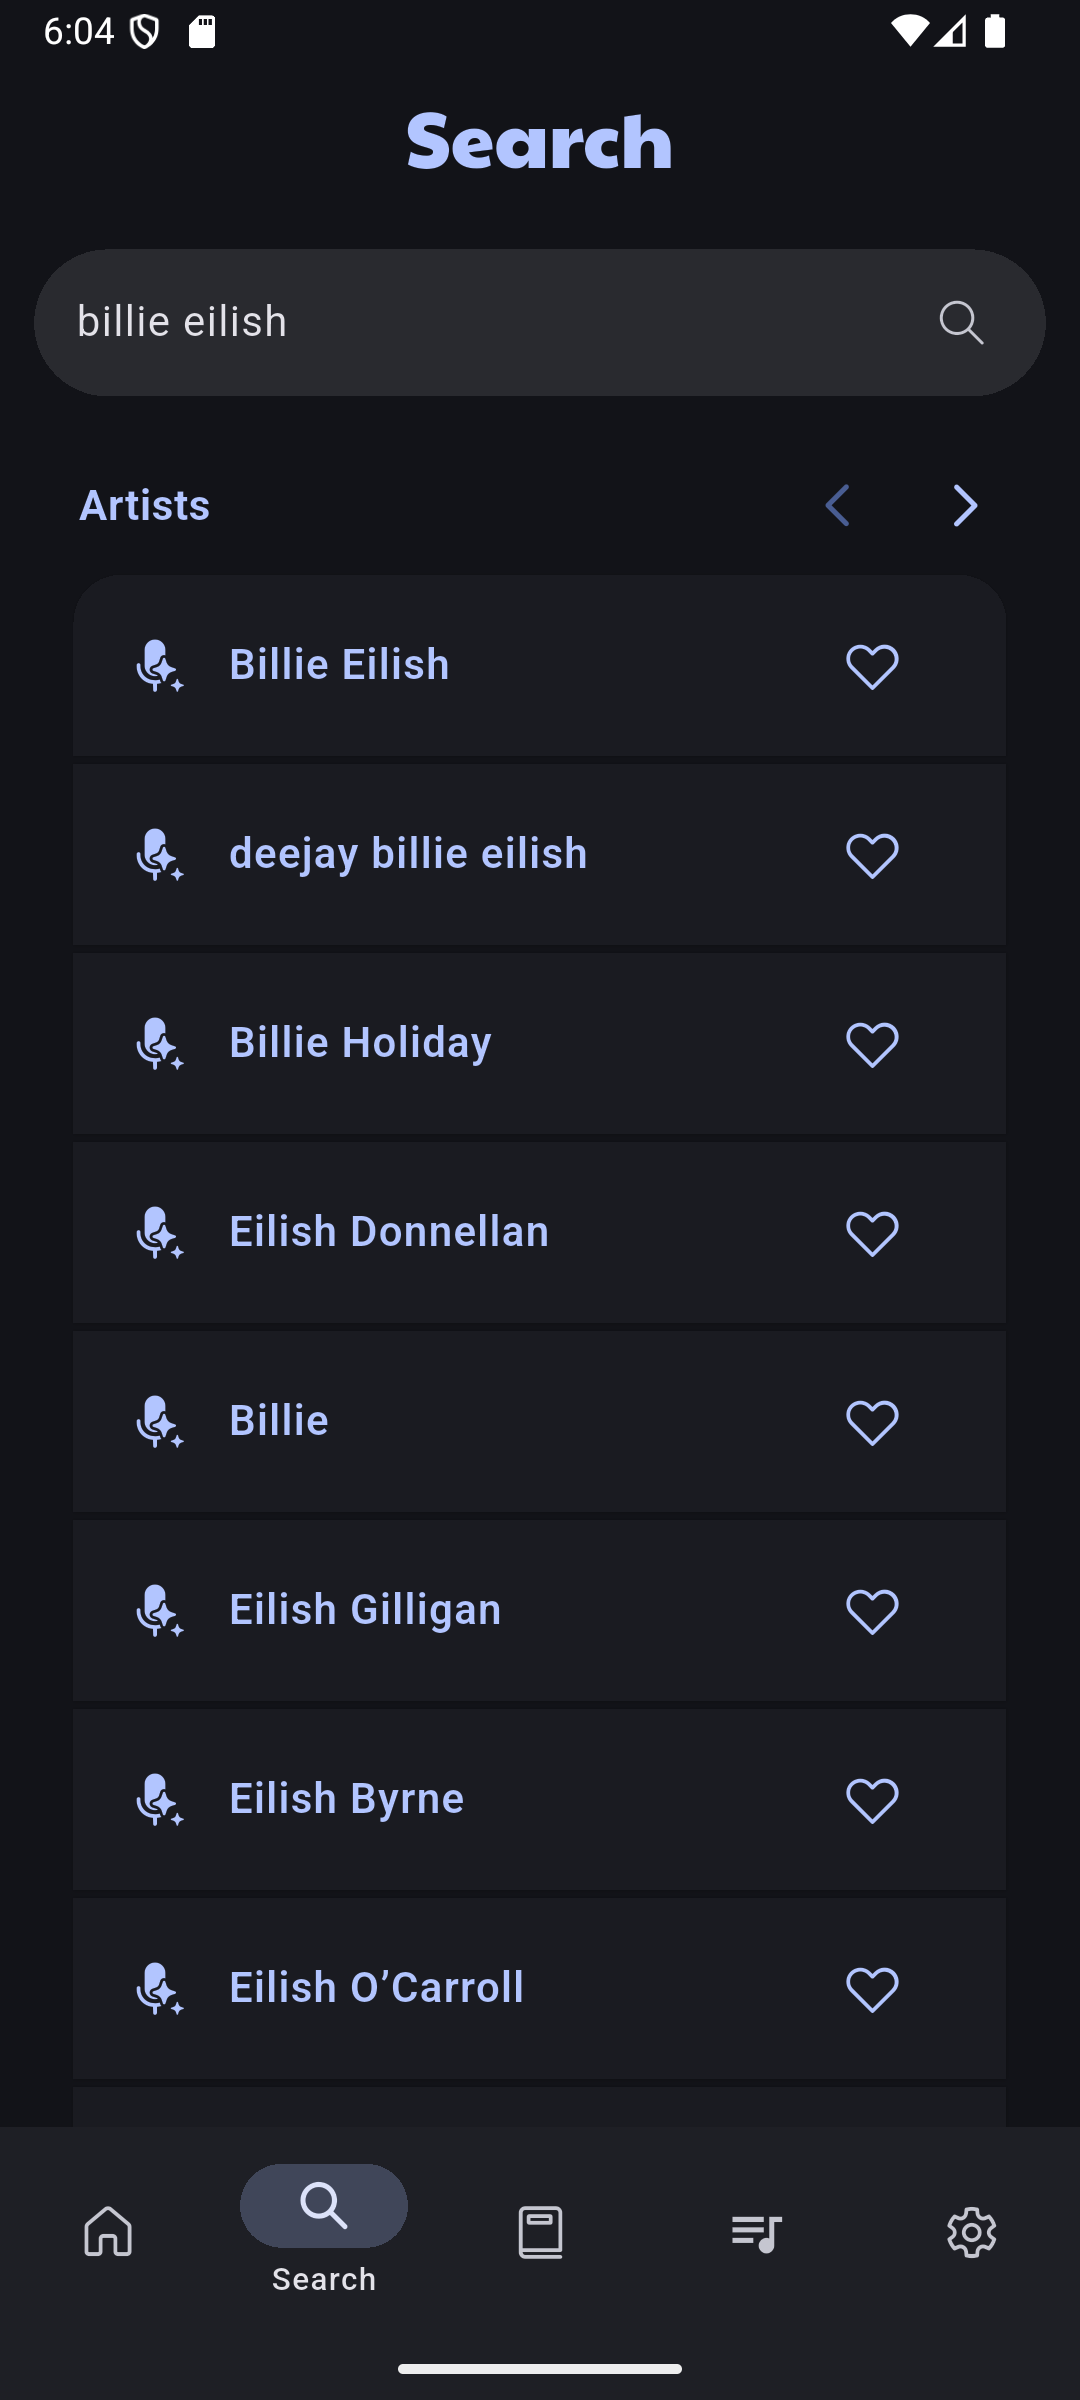 6:04
Search
billie eilish
Artists
Billie Eilish
deejay billie eilish
Billie Holiday
Eilish Donnellan
Billie
Eilish Gilligan
Eilish Byrne
Eilish O’Carroll
Search